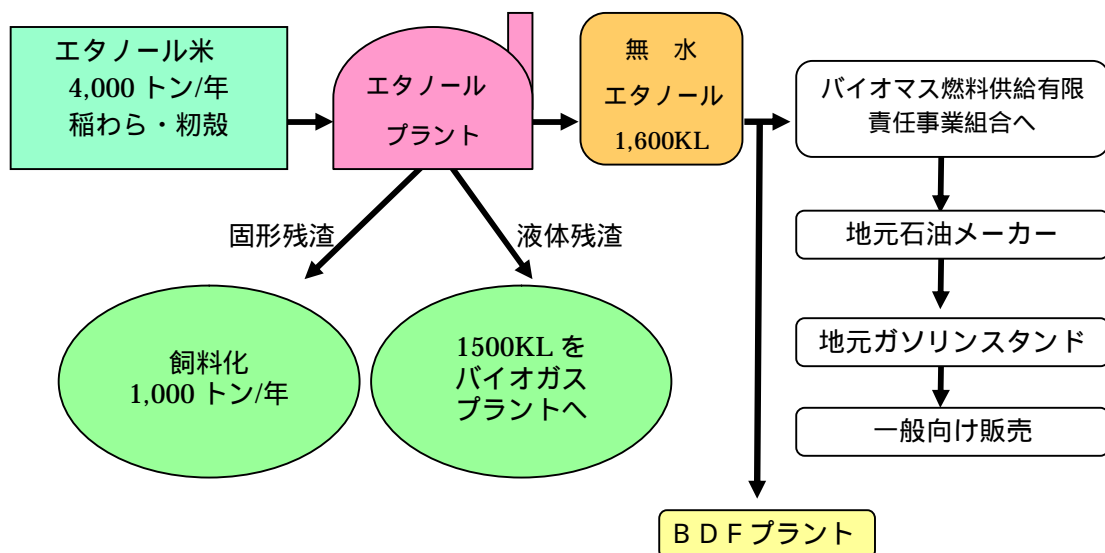 エタノール米
4,000 トン/年
稲わら・籾殻
エタノール
プラント
無 水
エタノール
1,600KL
バイオマス燃料供給有限
責任事業組合へ
地元石油メーカー
地元ガソリンスタンド
一般向け販売
固形残渣
液体残渣
飼料化
1,000 トン/年
1500KL を
バイオガス
プラントへ
ＢＤＦプラント